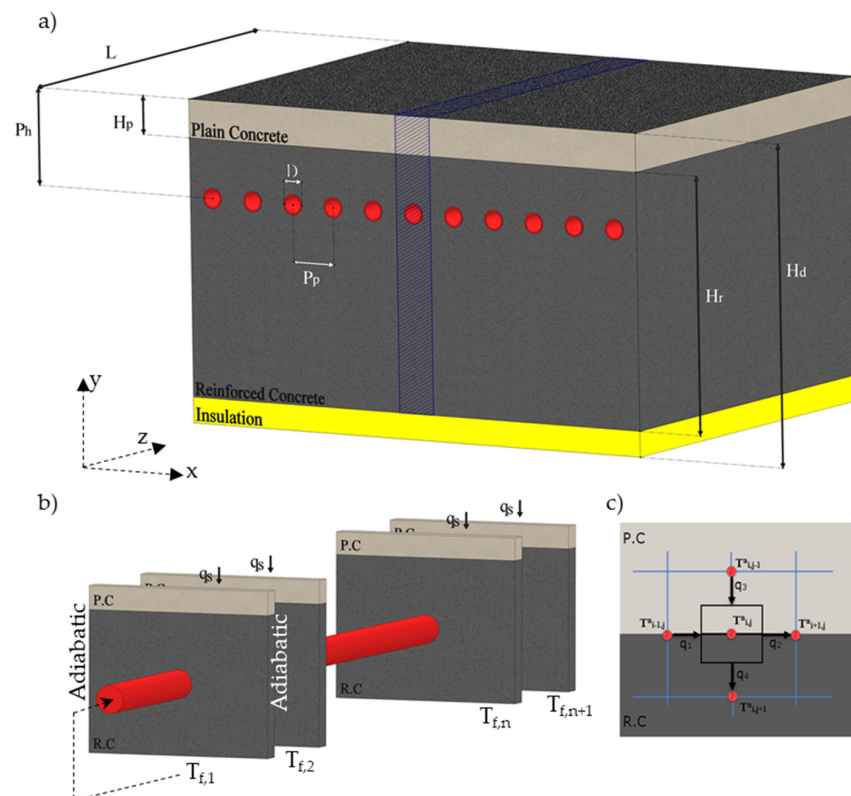 a)
L
Ph
Hp
Plain Concrete
D
Pp
Hr
Hd
Reinforced Concrete
Insulation
y
z
x
b)
qs
qs
qs
qs
P.C
P.C
P.C
P.C
Adiabatic
Adiabatic
R.C
R.C
Tf,1
Tf,2
Tf,n
Tf,n+1
c)
P.C
Tⁿi,j-1
q3
Tⁿi-1,j
Tⁿi,j
Tⁿi+1,j
q1
q2
q4
Tⁿi,j+1
R.C